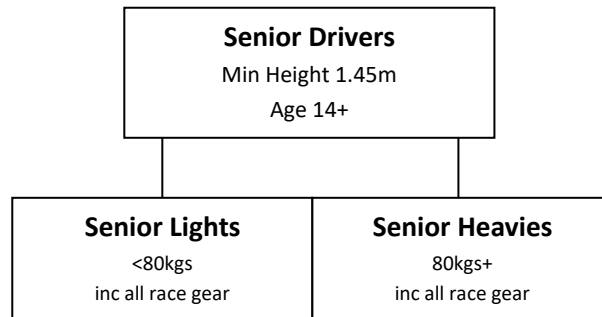 Senior Drivers
Min Height 1.45m
Age 14+
Senior Lights
<80kgs
inc all race gear
Senior Heavies
80kgs+
inc all race gear